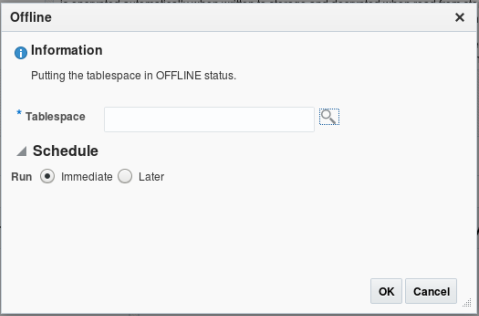 Offline
Information
Putting the tablespace in OFFLINE status.
* Tablespace
Schedule
Run Immediate Later
OK Cancel